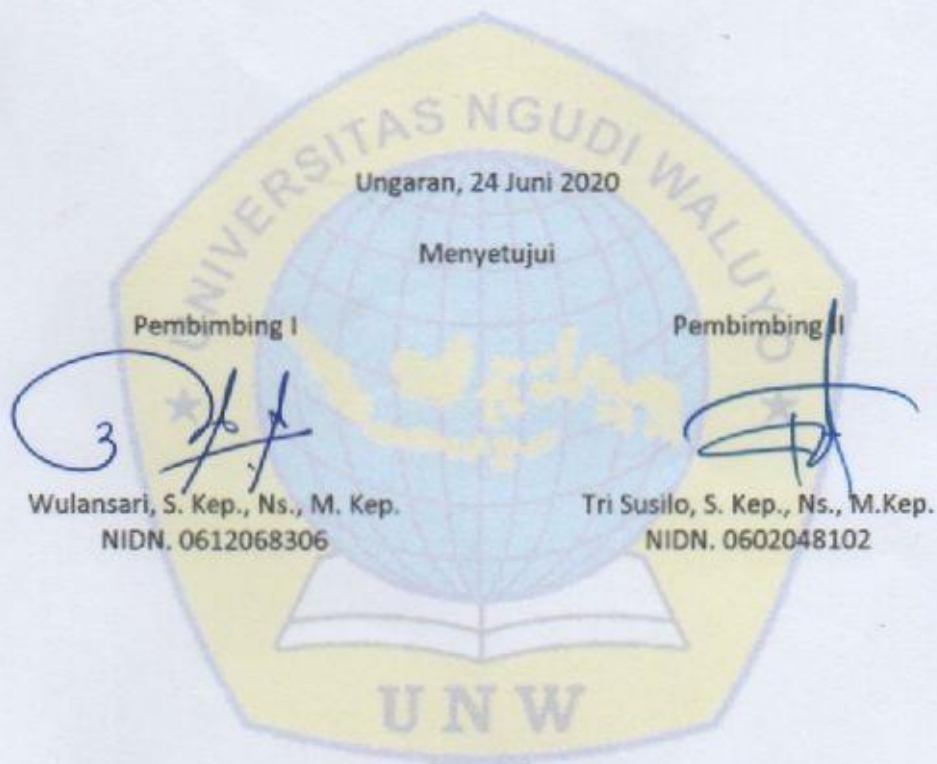 UNIVERSITAS NGUDI WALUYO
Ungaran, 24 Juni 2020
Menyetujui
Pembimbing I
Pembimbing II
Wulansari, S. Kep., Ns., M. Kep.
Tri Susilo, S. Kep., Ns., M.Kep.
NIDN. 0612068306
NIDN. 0602048102
UNW